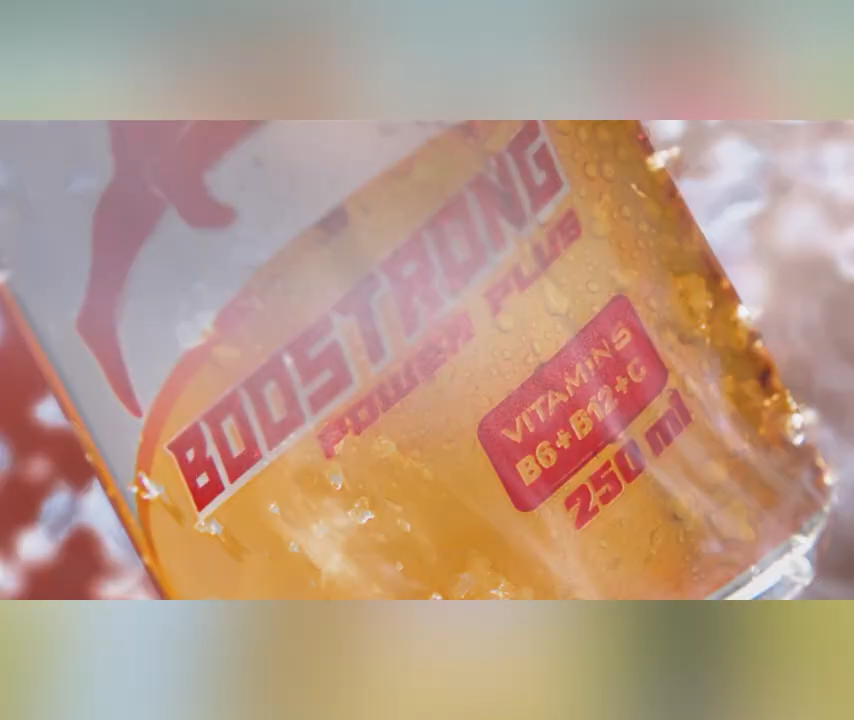 BOOSTRONG
POWER PLUS
VITAMINS
B6+B12+C
250 ml